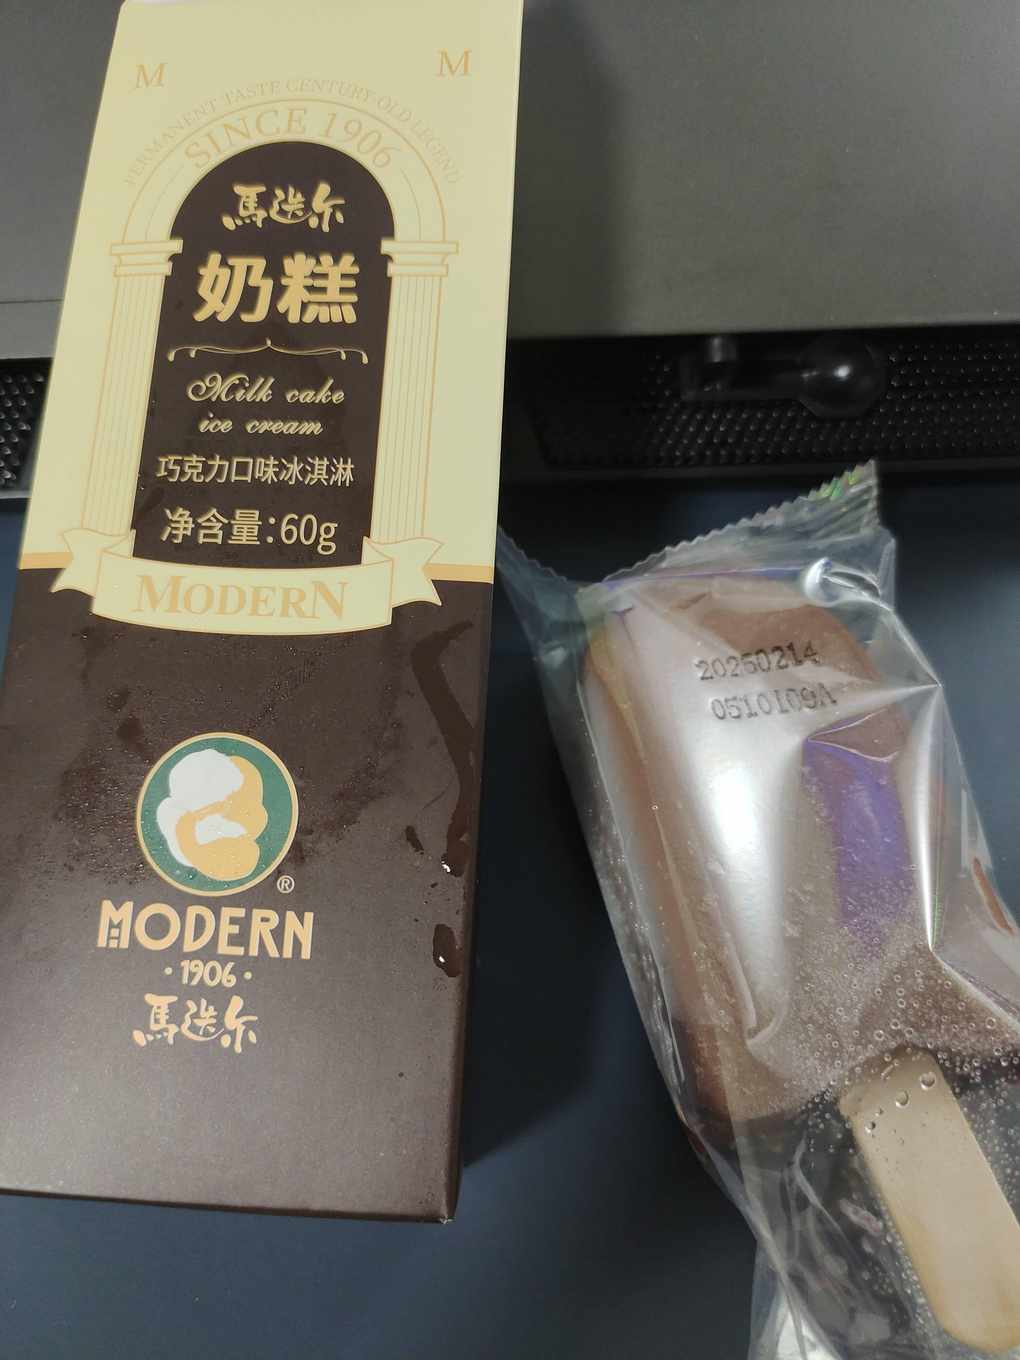 M
M
PERMANENT TASTE CENTURY-OLD LEGEND
SINCE 1906
馬迭尔
奶糕
Milk cake
ice cream
巧克力口味冰淇淋
净含量:60g
MODERN
®
MODERN
·1906·
馬迭尔
20250214
0510109A